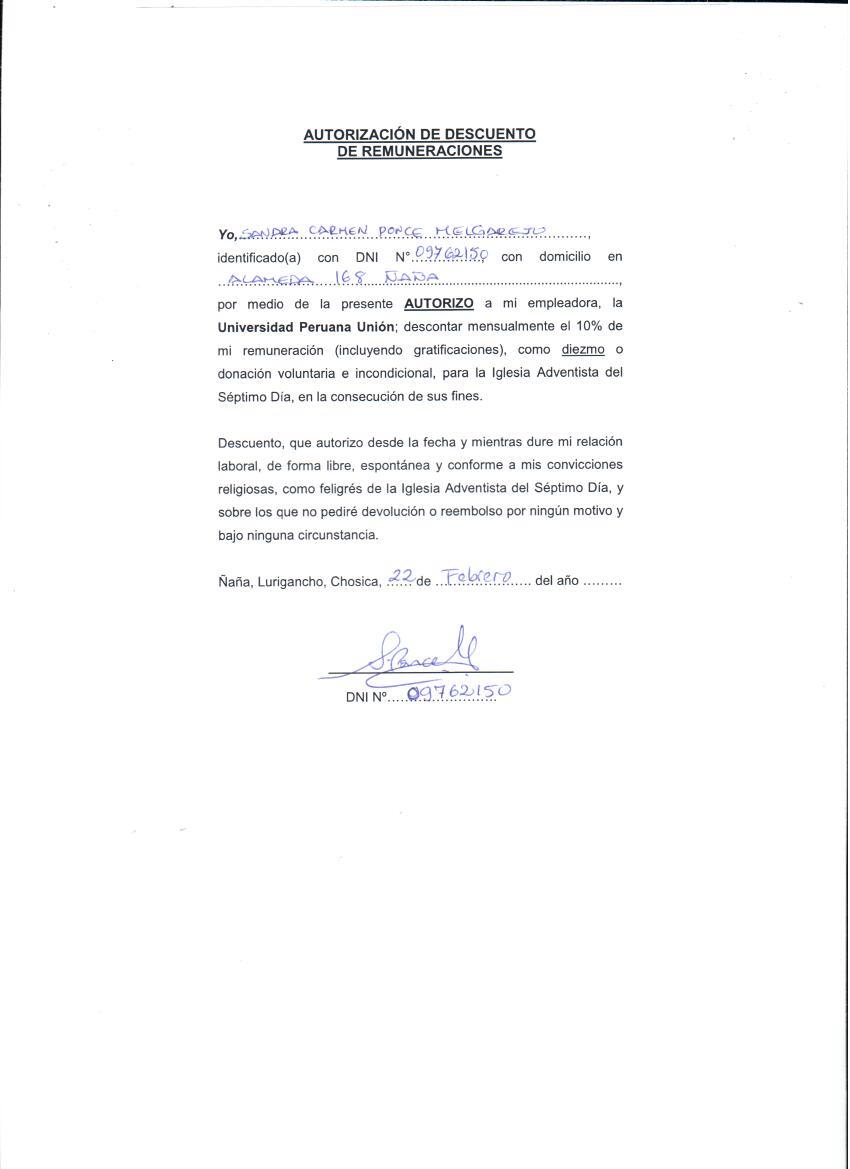 AUTORIZACIÓN DE DESCUENTO
DE REMUNERACIONES
Yo, SANDRA CARMEN PONCE MELGAREJO ..........,
identificado(a) con DNI N° 09762150 con domicilio en
ALAMEDA 168 ÑAÑA ..........,
por medio de la presente AUTORIZO a mi empleadora, la
Universidad Peruana Unión; descontar mensualmente el 10% de
mi remuneración (incluyendo gratificaciones), como diezmo o
donación voluntaria e incondicional, para la Iglesia Adventista del
Séptimo Día, en la consecución de sus fines.
Descuento, que autorizo desde la fecha y mientras dure mi relación
laboral, de forma libre, espontánea y conforme a mis convicciones
religiosas, como feligrés de la Iglesia Adventista del Séptimo Día, y
sobre los que no pediré devolución o reembolso por ningún motivo y
bajo ninguna circunstancia.
Ñaña, Lurigancho, Chosica, 22 de Febrero del año .........
S Ponce M
DNI Nº 09762150